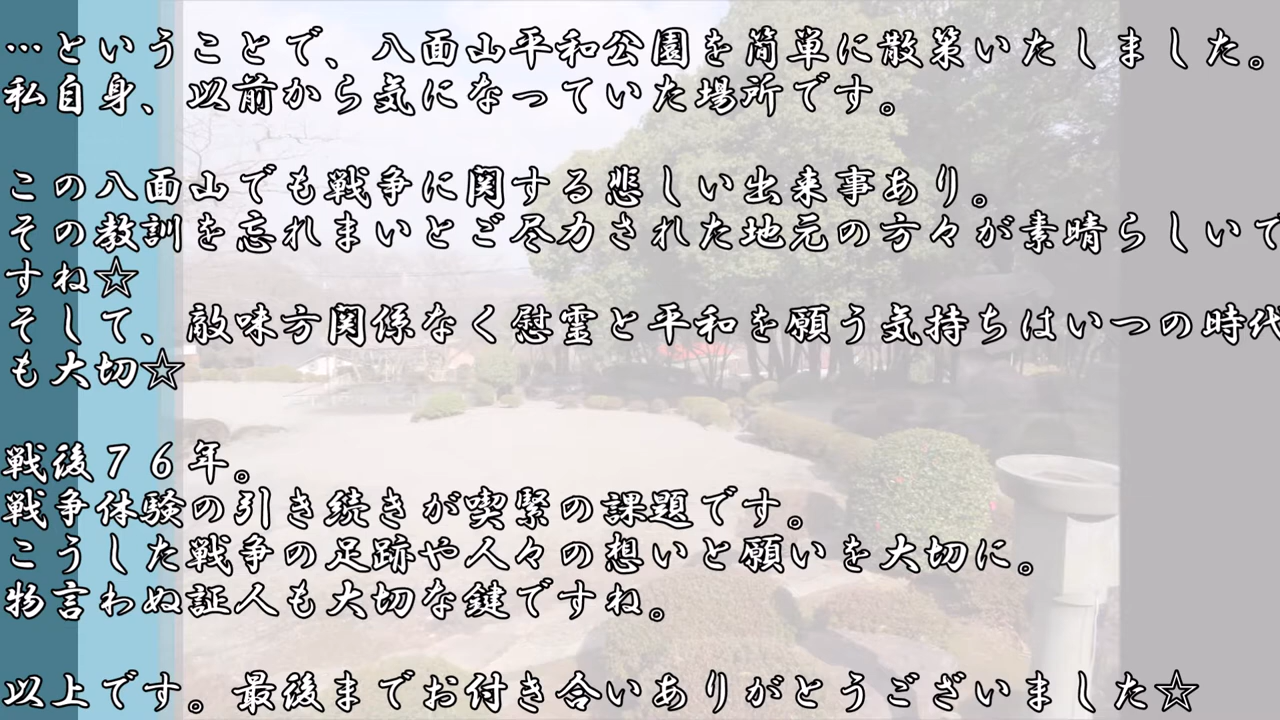 …ということで、八面山平和公園を簡単に散策いたしました。
私自身、以前から気になっていた場所です。
この八面山でも戦争に関する悲しい出来事あり。
その教訓を忘れまいとご尽力された地元の方々が素晴らしいで
すね☆
そして、敵味方関係なく慰霊と平和を願う気持ちはいつの時代
も大切☆
戦後７６年。
戦争体験の引き続きが喫緊の課題です。
こうした戦争の足跡や人々の想いと願いを大切に。
物言わぬ証人も大切な鍵ですね。
以上です。最後までお付き合いありがとうございました☆